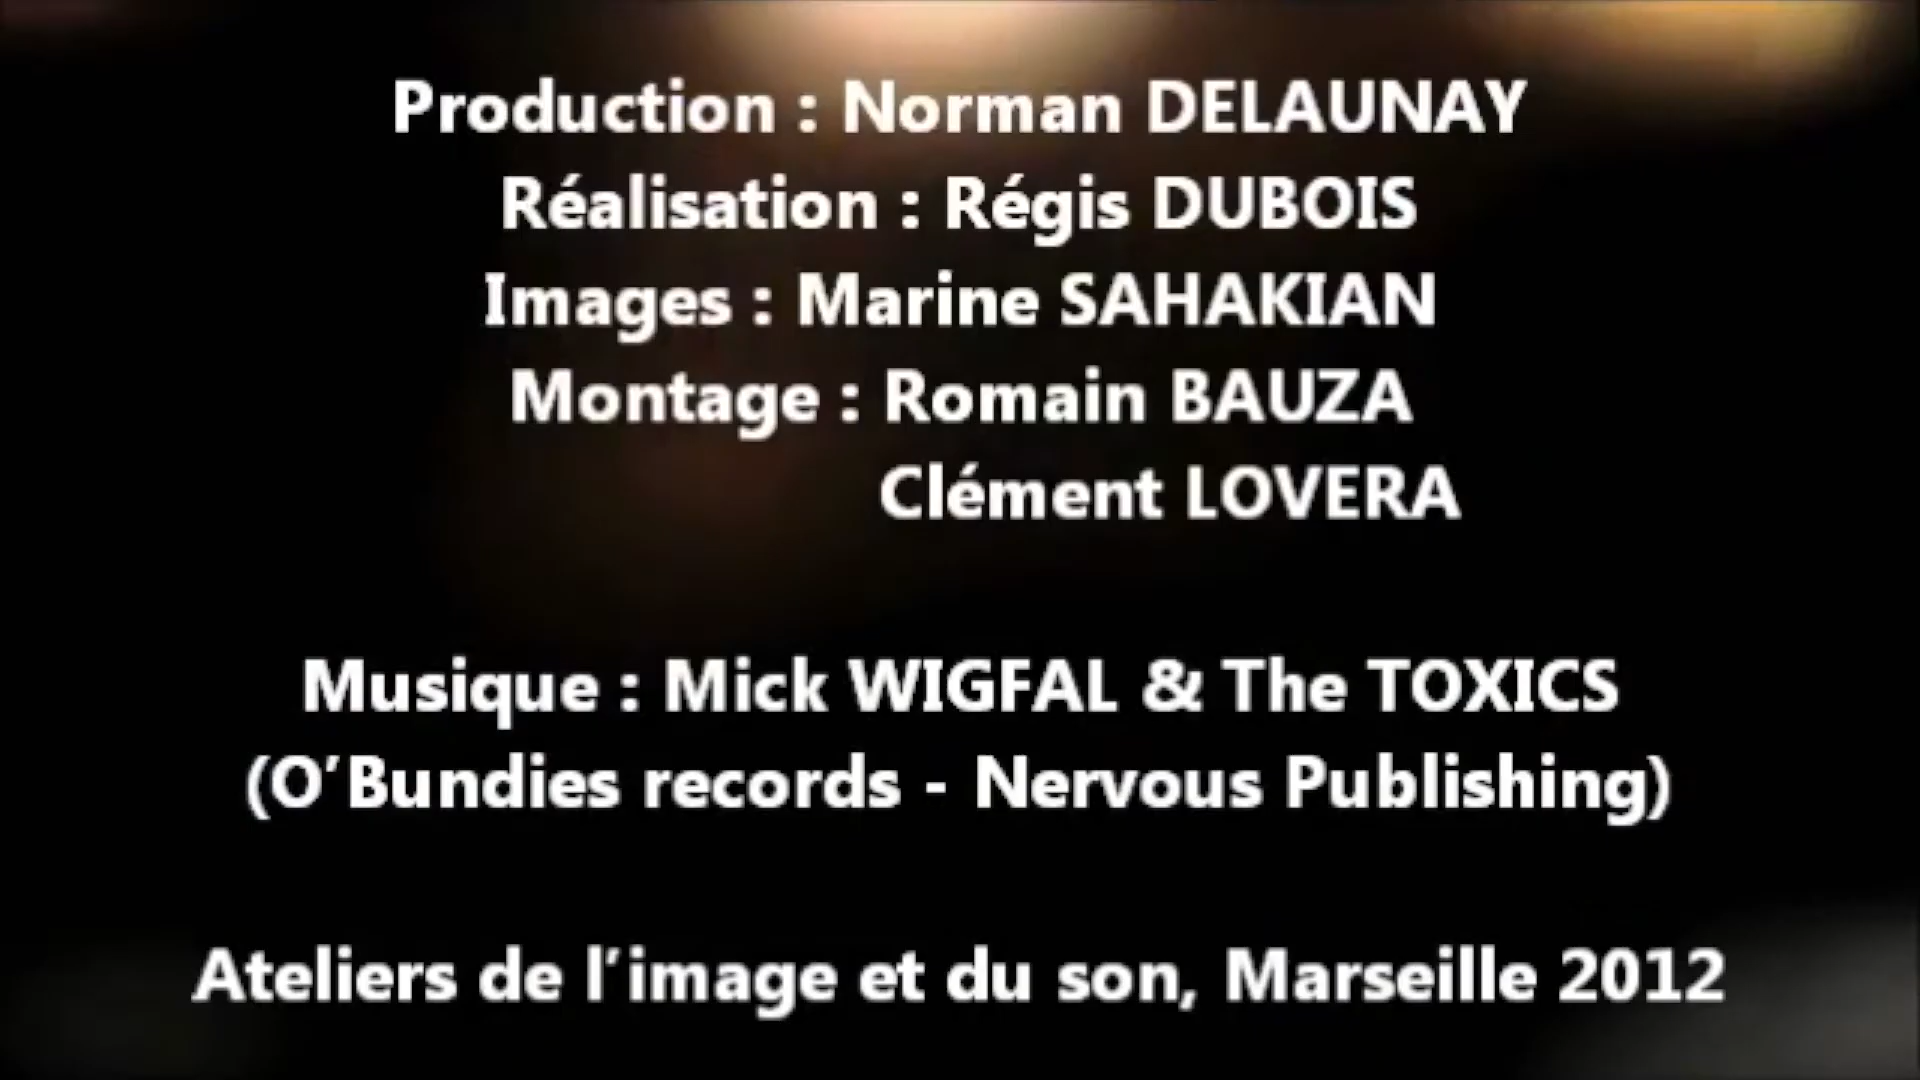 Production : Norman DELAUNAY
Réalisation : Régis DUBOIS
Images : Marine SAHAKIAN
Montage : Romain BAUZA
Clément LOVERA
Musique : Mick WIGFAL & The TOXICS
(O'Bundies records - Nervous Publishing)
Ateliers de l'image et du son, Marseille 2012